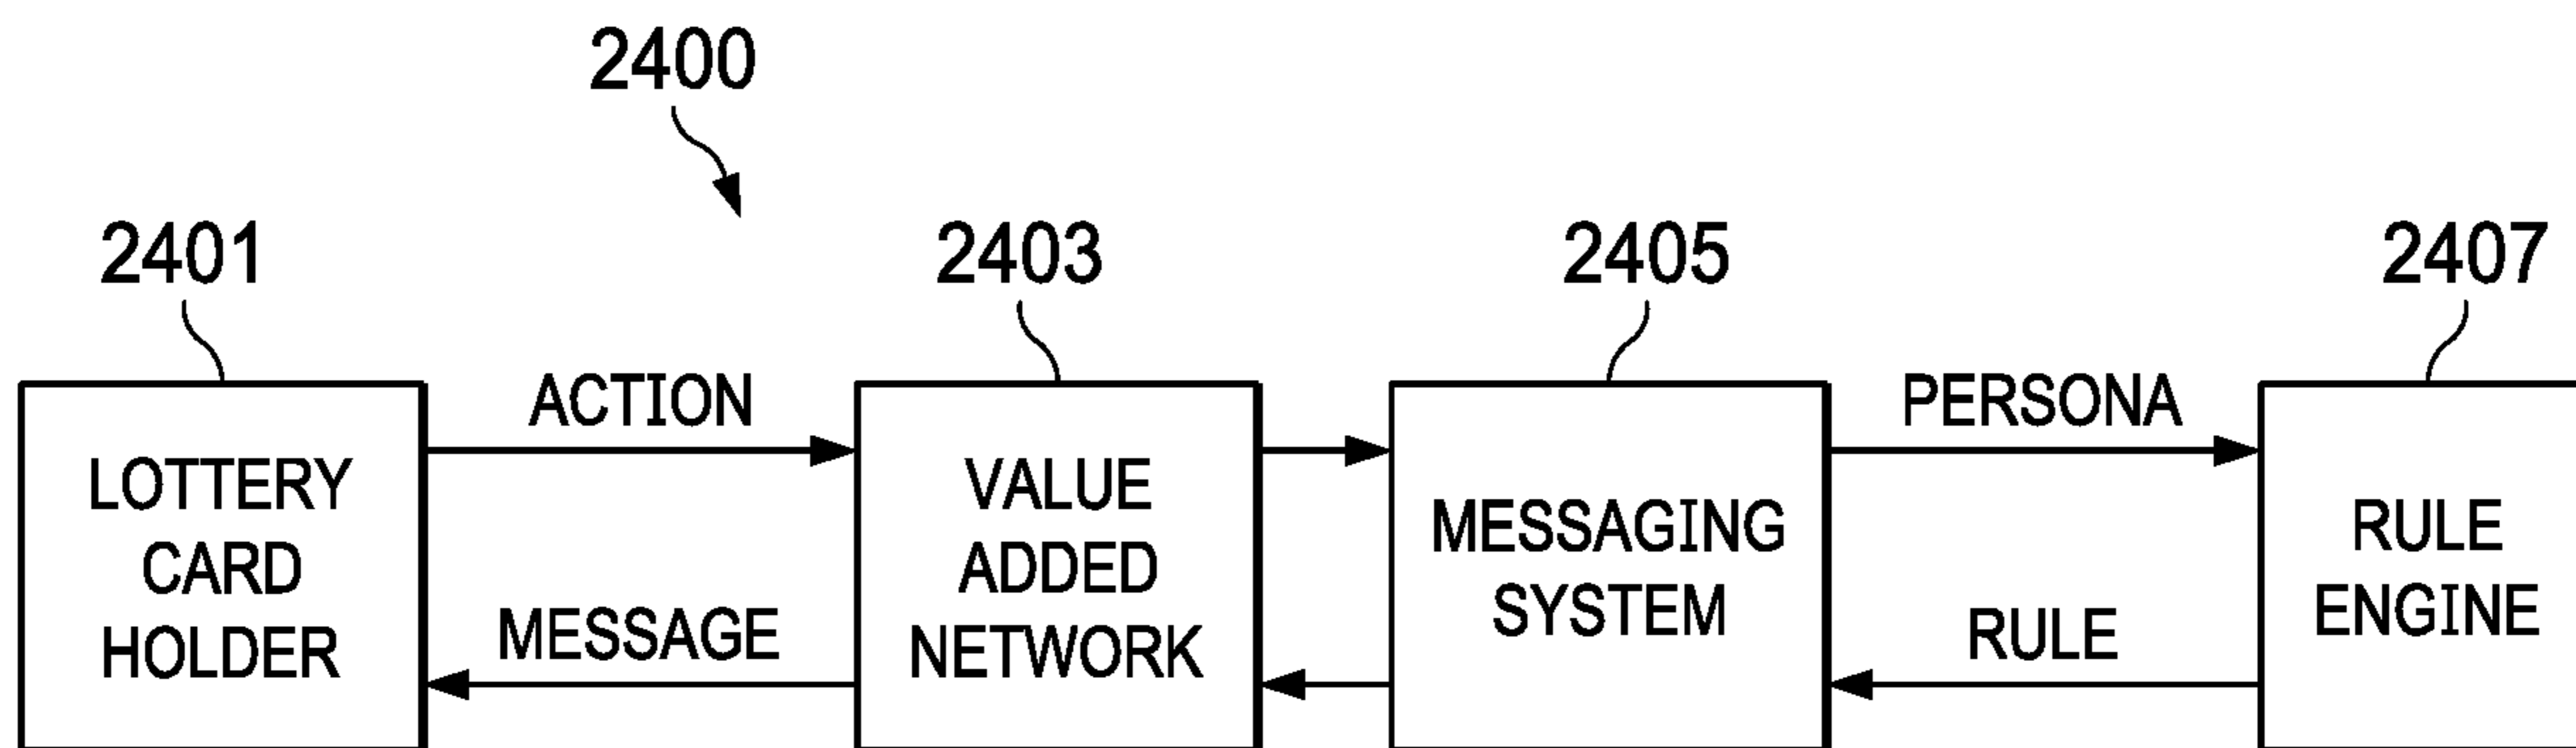 2400
2401
2403
2405
2407
ACTION
PERSONA
LOTTERY
CARD
HOLDER
VALUE
ADDED
NETWORK
MESSAGING
SYSTEM
RULE
ENGINE
MESSAGE
RULE